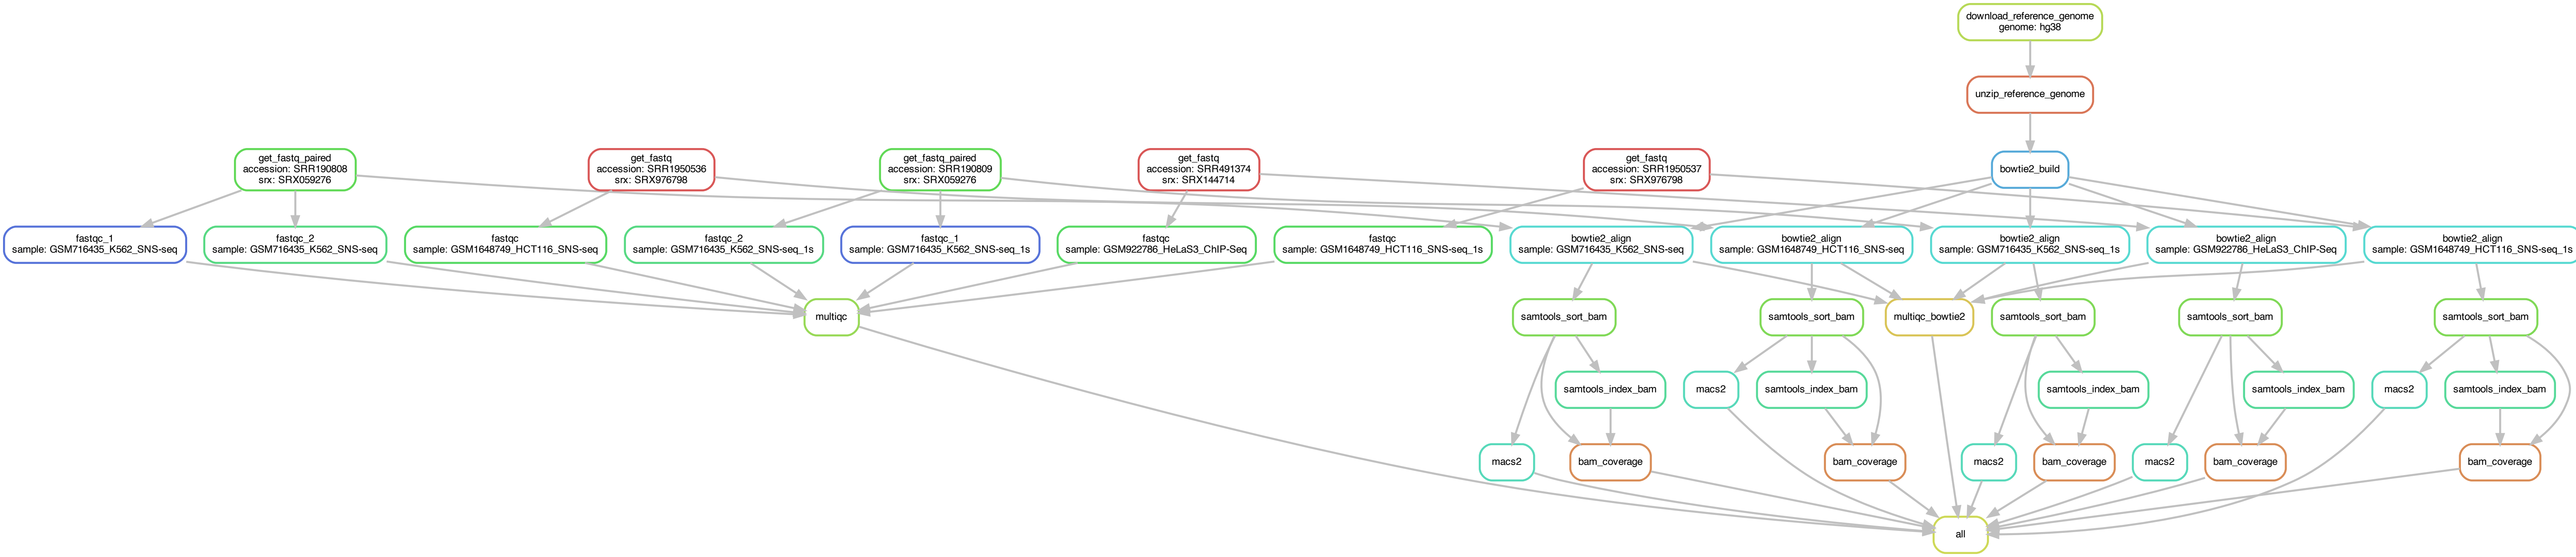 download_reference_genome
genome: hg38
unzip_reference_genome
get_fastq_paired
accession: SRR190808
srx: SRX059276
get_fastq
accession: SRR1950536
srx: SRX976798
get_fastq_paired
accession: SRR190809
srx: SRX059276
get_fastq
accession: SRR491374
srx: SRX144714
get_fastq
accession: SRR1950537
srx: SRX976798
bowtie2_build
fastqc_1
sample: GSM716435_K562_SNS-seq
fastqc_2
sample: GSM716435_K562_SNS-seq
fastqc
sample: GSM1648749_HCT116_SNS-seq
fastqc_2
sample: GSM716435_K562_SNS-seq_1s
fastqc_1
sample: GSM716435_K562_SNS-seq_1s
fastqc
sample: GSM922786_HeLaS3_ChIP-Seq
fastqc
sample: GSM1648749_HCT116_SNS-seq_1s
bowtie2_align
sample: GSM716435_K562_SNS-seq
bowtie2_align
sample: GSM1648749_HCT116_SNS-seq
bowtie2_align
sample: GSM716435_K562_SNS-seq_1s
bowtie2_align
sample: GSM922786_HeLaS3_ChIP-Seq
bowtie2_align
sample: GSM1648749_HCT116_SNS-seq_1s
multiqc
samtools_sort_bam
samtools_sort_bam
multiqc_bowtie2
samtools_sort_bam
samtools_sort_bam
samtools_sort_bam
samtools_index_bam
macs2
samtools_index_bam
samtools_index_bam
samtools_index_bam
macs2
samtools_index_bam
macs2
bam_coverage
bam_coverage
macs2
bam_coverage
macs2
bam_coverage
bam_coverage
all